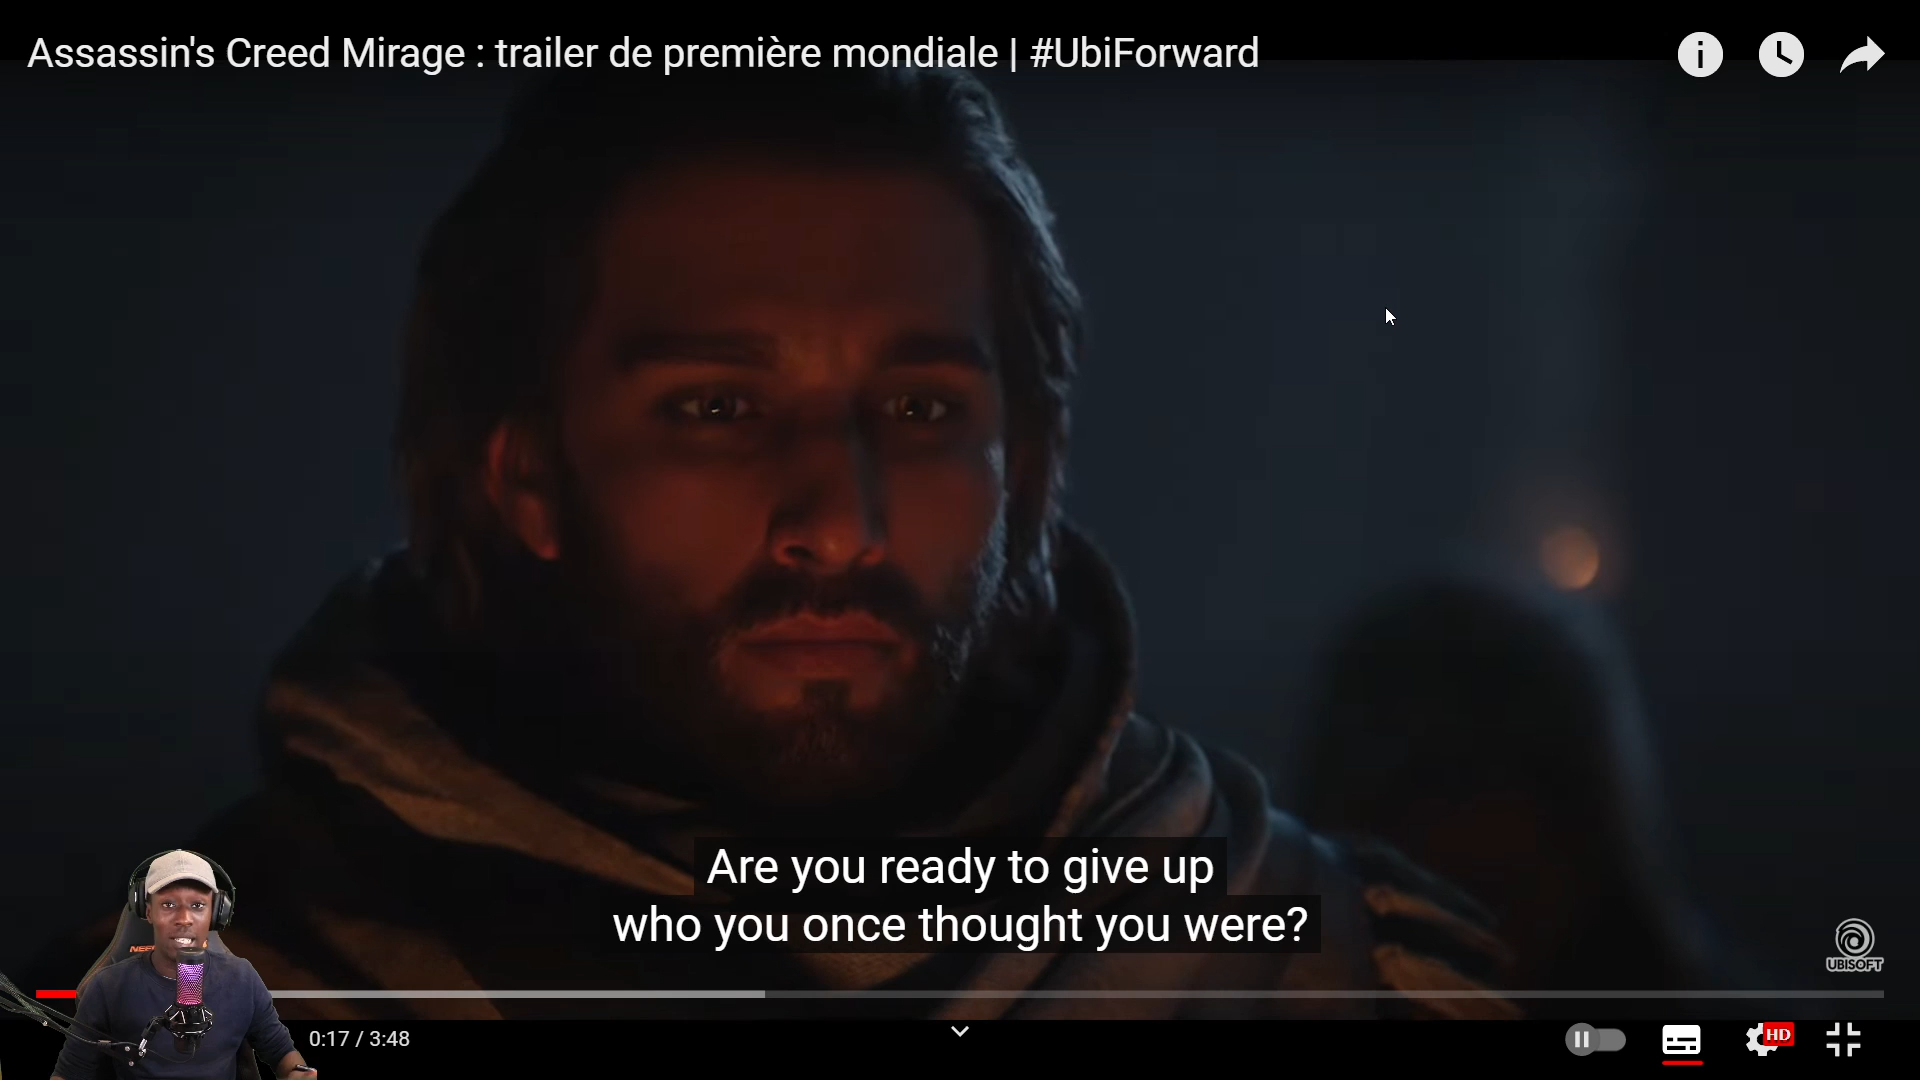 Assassin's Creed Mirage : trailer de première mondiale | #UbiForward
Are you ready to give up
who you once thought you were?
UBISOFT
0:17 / 3:48
HD